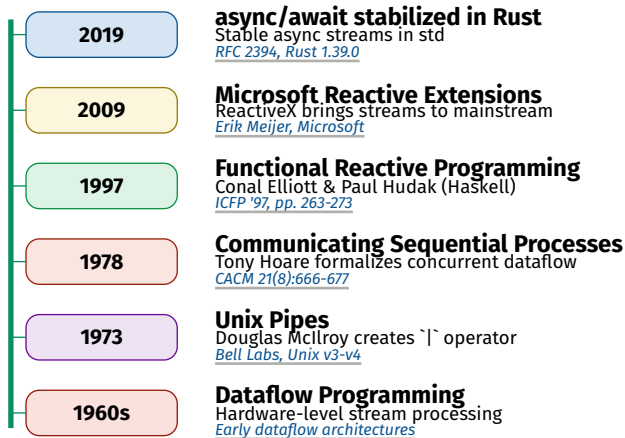 2019
async/await stabilized in Rust
Stable async streams in std
RFC 2394, Rust 1.39.0
2009
Microsoft Reactive Extensions
ReactiveX brings streams to mainstream
Erik Meijer, Microsoft
1997
Functional Reactive Programming
Conal Elliott & Paul Hudak (Haskell)
ICFP '97, pp. 263-273
1978
Communicating Sequential Processes
Tony Hoare formalizes concurrent dataflow
CACM 21(8):666-677
1973
Unix Pipes
Douglas McIlroy creates `|` operator
Bell Labs, Unix v3-v4
1960s
Dataflow Programming
Hardware-level stream processing
Early dataflow architectures